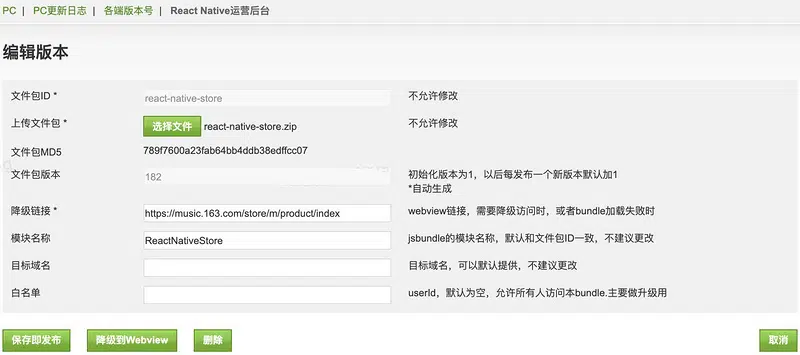 PC | PC更新日志 | 各端版本号 | React Native运营后台
编辑版本
文件包ID * react-native-store 不允许修改
上传文件包 * 选择文件 react-native-store.zip 不允许修改
文件包MD5 789f7600a23fab64bb4ddb38edffcc07
文件包版本 182 初始化版本为1，以后每发布一个新版本默认加1
*自动生成
降级链接 * https://music.163.com/store/m/product/index webview链接，需要降级访问时，或者bundle加载失败时
模块名称 ReactNativeStore jsbundle的模块名称，默认和文件包ID一致，不建议更改
目标域名 目标域名，可以默认提供，不建议更改
白名单 userId，默认为空，允许所有人访问本bundle.主要做升级用
保存即发布 降级到Webview 删除 取消